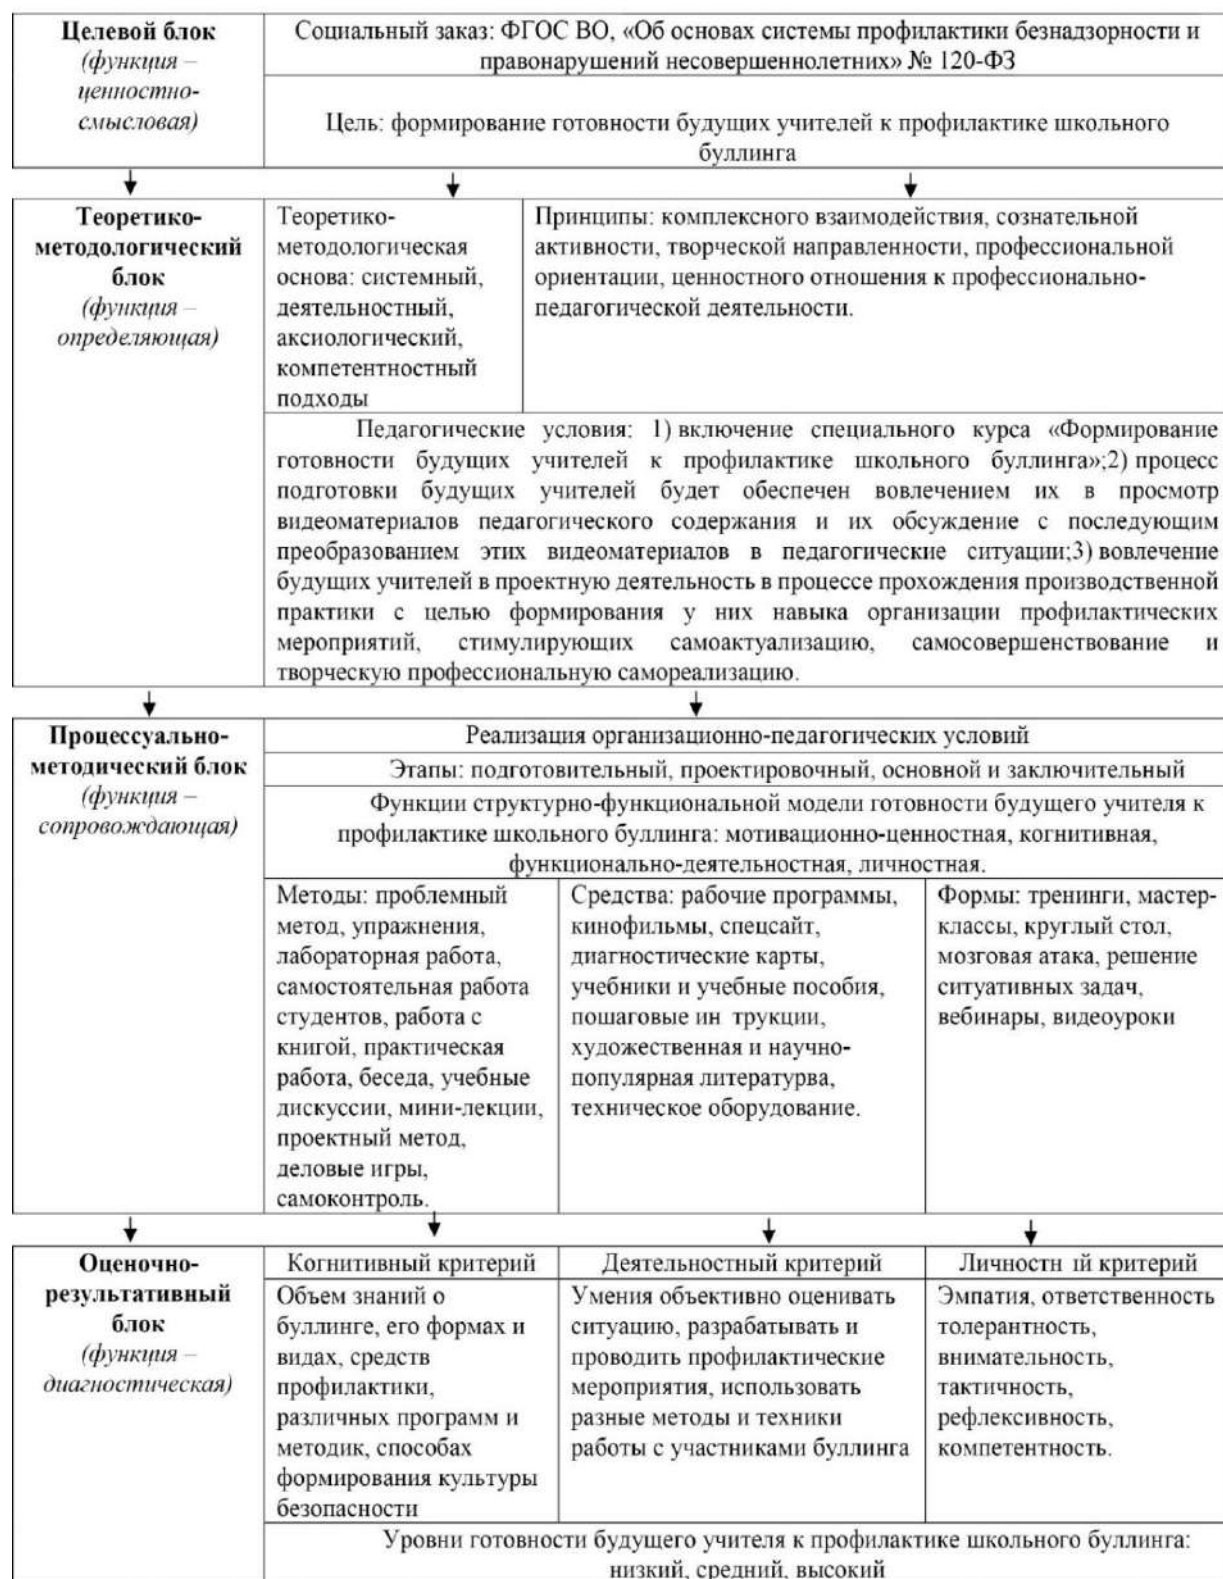 Целевой блок
(функция –
ценностно-
смысловая)
Социальный заказ: ФГОС ВО, «Об основах системы профилактики безнадзорности и
правонарушений несовершеннолетних» № 120-ФЗ
Цель: формирование готовности будущих учителей к профилактике школьного
буллинга
Теоретико-
методологический
блок
(функция –
определяющая)
Теоретико-
методологическая
основа: системный,
деятельностный,
аксиологический,
компетентностный
подходы
Принципы: комплексного взаимодействия, сознательной
активности, творческой направленности, профессиональной
ориентации, ценностного отношения к профессионально-
педагогической деятельности.
Педагогические условия: 1) включение специального курса «Формирование
готовности будущих учителей к профилактике школьного буллинга»;2) процесс
подготовки будущих учителей будет обеспечен вовлечением их в просмотр
видеоматериалов педагогического содержания и их обсуждение с последующим
преобразованием этих видеоматериалов в педагогические ситуации;3) вовлечение
будущих учителей в проектную деятельность в процессе прохождения производственной
практики с целью формирования у них навыка организации профилактических
мероприятий, стимулирующих самоактуализацию, самосовершенствование и
творческую профессиональную самореализацию.
Процессуально-
методический блок
(функция –
сопровождающая)
Реализация организационно-педагогических условий
Этапы: подготовительный, проектировочный, основной и заключительный
Функции структурно-функциональной модели готовности будущего учителя к
профилактике школьного буллинга: мотивационно-ценностная, когнитивная,
функционально-деятельностная, личностная.
Методы: проблемный
метод, упражнения,
лабораторная работа,
самостоятельная работа
студентов, работа с
книгой, практическая
работа, беседа, учебные
дискуссии, мини-лекции,
проектный метод,
деловые игры,
самоконтроль.
Средства: рабочие программы,
кинофильмы, спецсайт,
диагностические карты,
учебники и учебные пособия,
пошаговые ин трукции,
художественная и научно-
популярная литературва,
техническое оборудование.
Формы: тренинги, мастер-
классы, круглый стол,
мозговая атака, решение
ситуативных задач,
вебинары, видеоуроки
Оценочно-
результативный
блок
(функция –
диагностическая)
Когнитивный критерий
Объем знаний о
буллинге, его формах и
видах, средств
профилактики,
различных программ и
методик, способах
формирования культуры
безопасности
Деятельностный критерий
Умения объективно оценивать
ситуацию, разрабатывать и
проводить профилактические
мероприятия, использовать
разные методы и техники
работы с участниками буллинга
Личностн ій критерий
Эмпатия, ответственность
толерантность,
внимательность,
тактичность,
рефлексивность,
компетентность.
Уровни готовности будущего учителя к профилактике школьного буллинга:
низкий, средний, высокий